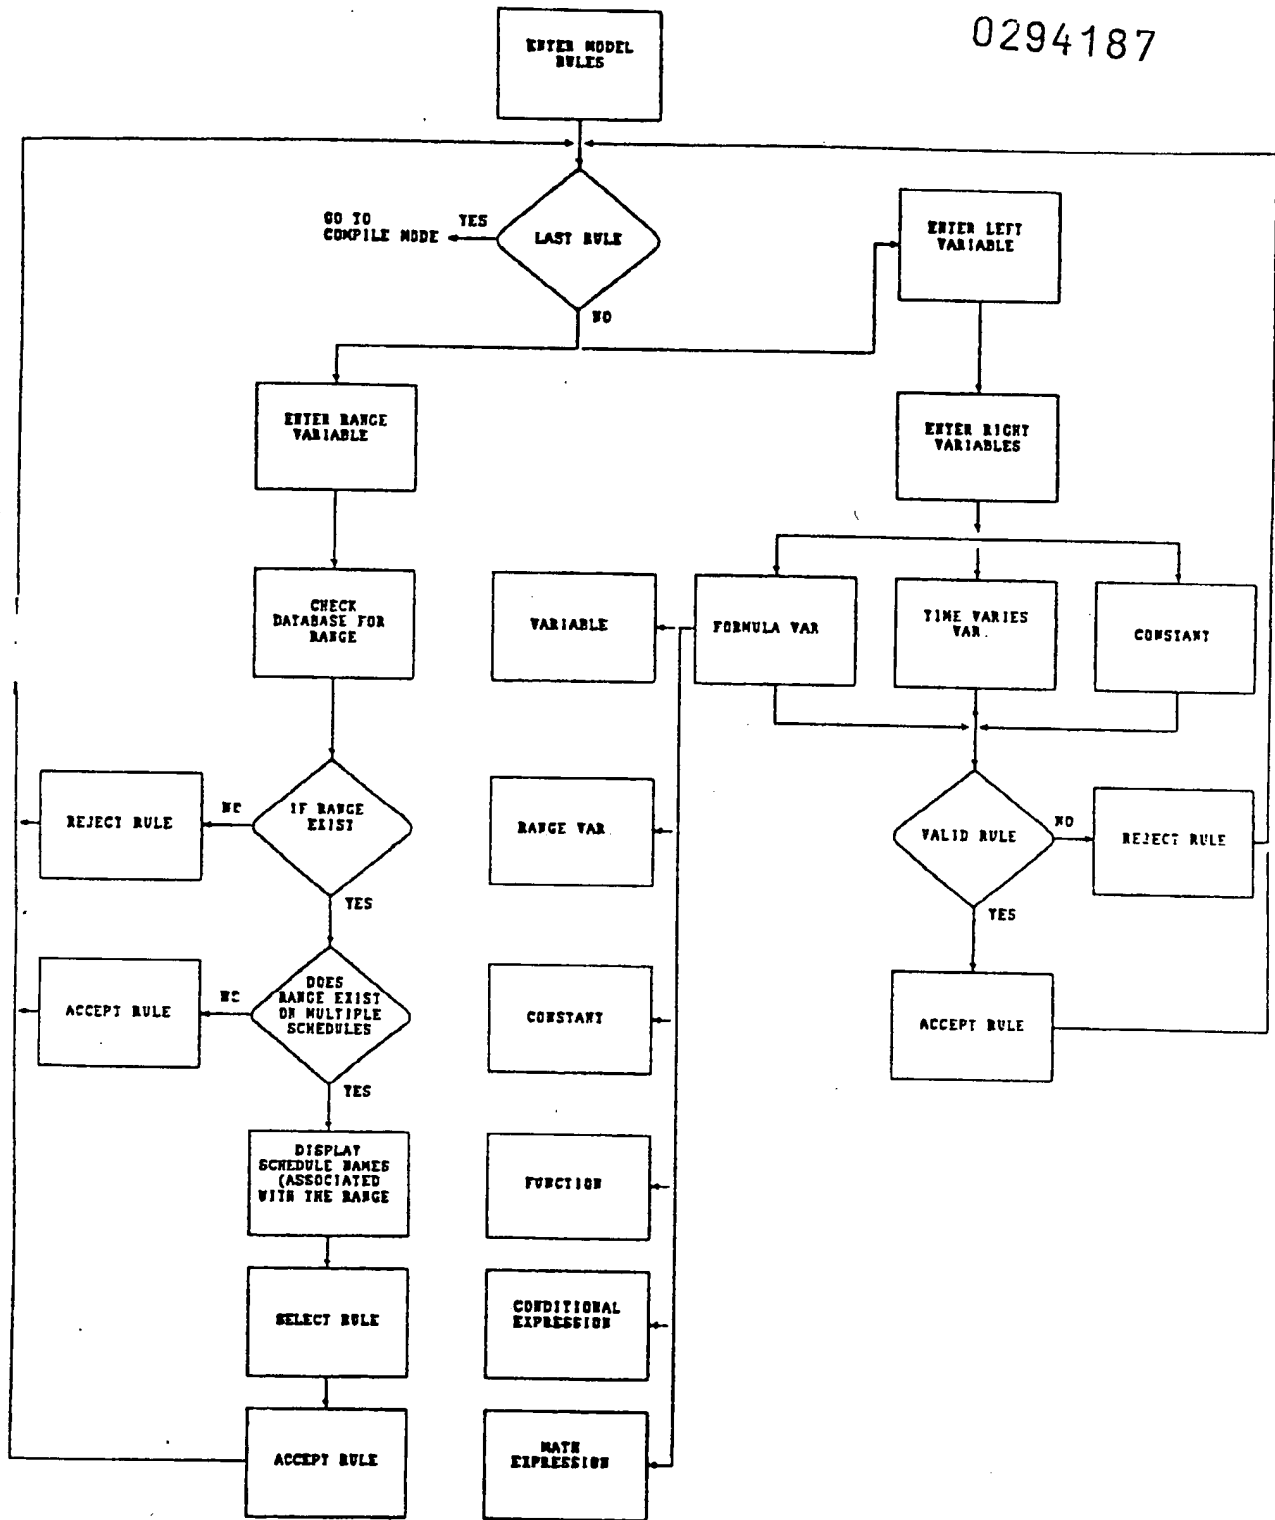 0294187
ENTER MODEL
RULES
GO TO
COMPILE MODE
YES
LAST RULE
NO
ENTER LEFT
VARIABLE
ENTER RANGE
VARIABLE
ENTER RIGHT
VARIABLES
CHECK
DATABASE FOR
RANGE
VARIABLE
FORMULA VAR
TIME VARIES
VAR.
CONSTANT
REJECT RULE
NO
IF RANGE
EXIST
YES
RANGE VAR
VALID RULE
NO
REJECT RULE
YES
ACCEPT RULE
NO
DOES
RANGE EXIST
ON MULTIPLE
SCHEDULES
YES
CONSTANT
ACCEPT RULE
DISPLAY
SCHEDULE NAMES
(ASSOCIATED
WITH THE RANGE
FUNCTION
SELECT RULE
CONDITIONAL
EXPRESSION
ACCEPT RULE
MATH
EXPRESSION